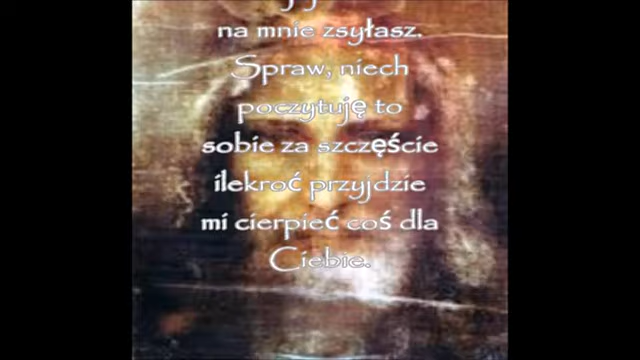 na mnie zsyłasz.
Spraw, niech
poczytuję to
sobie za szczęście
ilekroć przyjdzie
mi cierpieć coś dla
Ciebie.